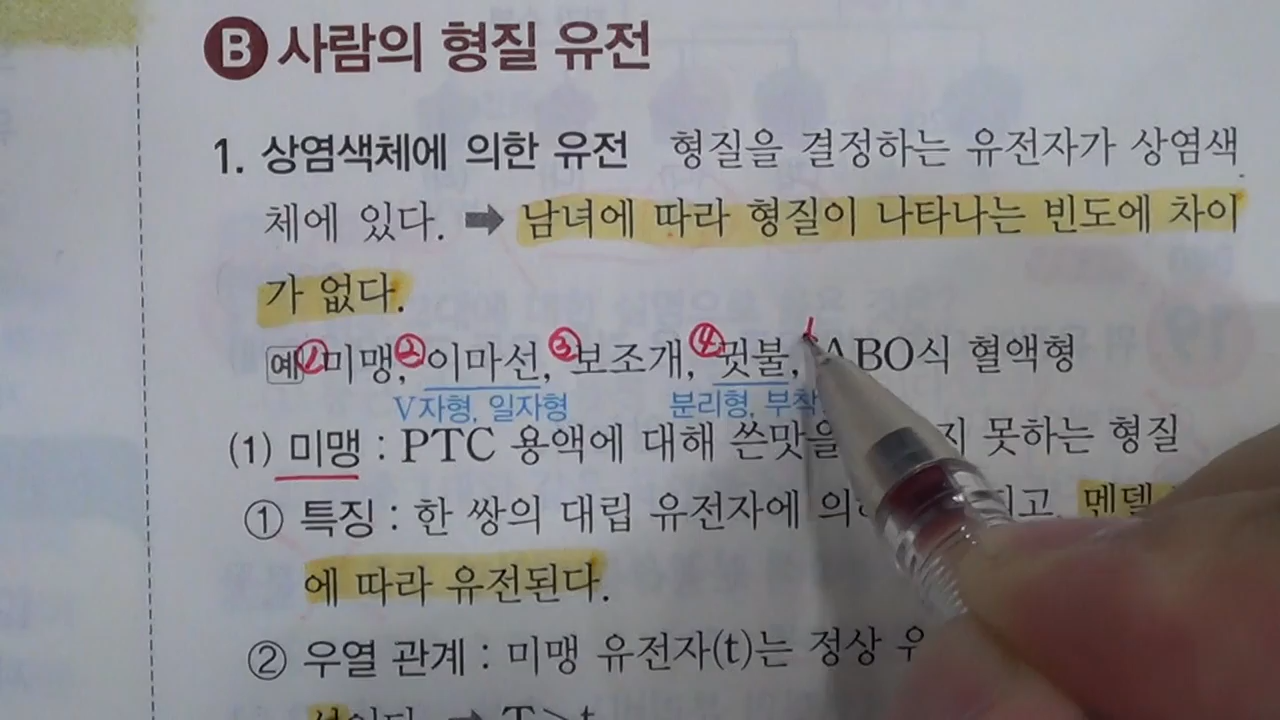 B 사람의 형질 유전
1. 상염색체에 의한 유전 형질을 결정하는 유전자가 상염색
체에 있다. ➡ 남녀에 따라 형질이 나타나는 빈도에 차이
가 없다.
예 ① 미맹, ② 이마선, ③ 보조개, ④ 귓불, ABO식 혈액형
V자형, 일자형 분리형, 부착
(1) 미맹 : PTC 용액에 대해 쓴맛을 지 못하는 형질
① 특징 : 한 쌍의 대립 유전자에 의 고, 멘델
에 따라 유전된다.
② 우열 관계 : 미맹 유전자(t)는 정상 우
성이다. ➡ T>t